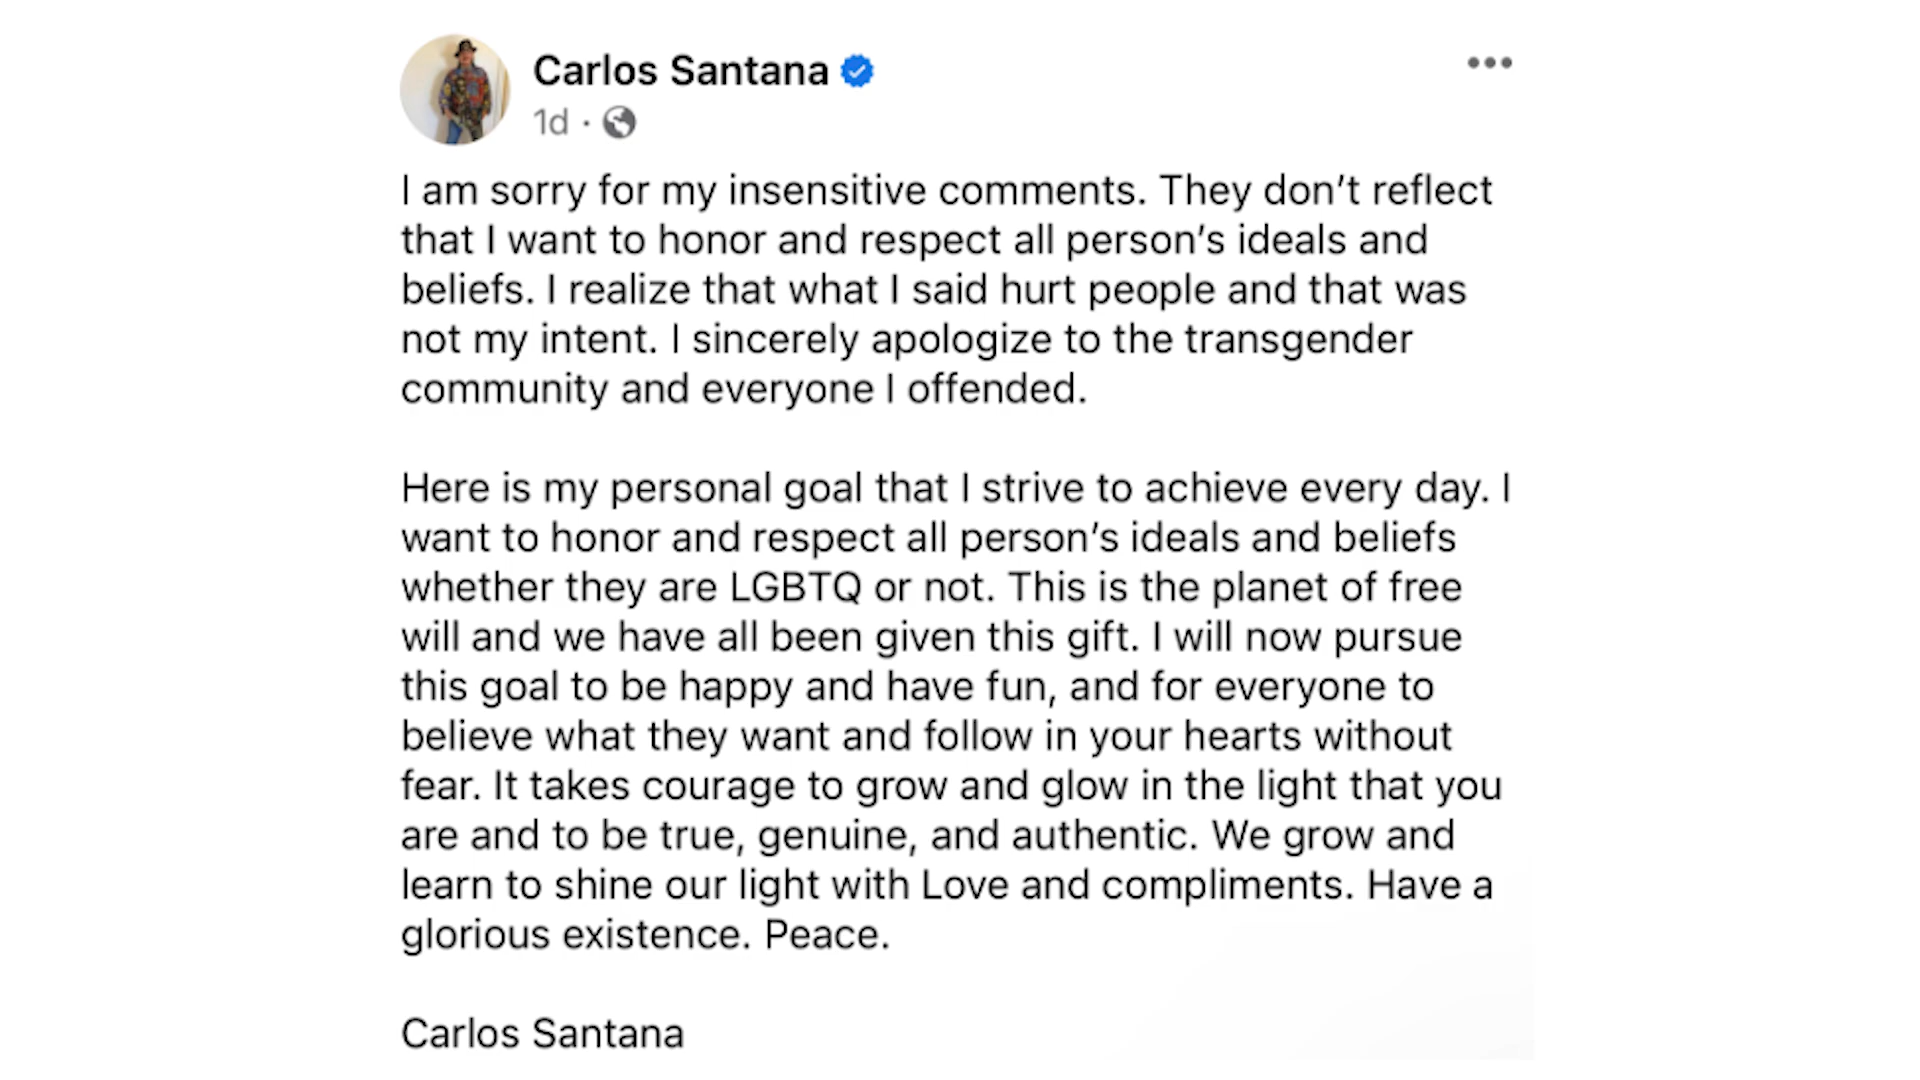 Carlos Santana
1d ·
I am sorry for my insensitive comments. They don’t reflect
that I want to honor and respect all person’s ideals and
beliefs. I realize that what I said hurt people and that was
not my intent. I sincerely apologize to the transgender
community and everyone I offended.
Here is my personal goal that I strive to achieve every day. I
want to honor and respect all person’s ideals and beliefs
whether they are LGBTQ or not. This is the planet of free
will and we have all been given this gift. I will now pursue
this goal to be happy and have fun, and for everyone to
believe what they want and follow in your hearts without
fear. It takes courage to grow and glow in the light that you
are and to be true, genuine, and authentic. We grow and
learn to shine our light with Love and compliments. Have a
glorious existence. Peace.
Carlos Santana